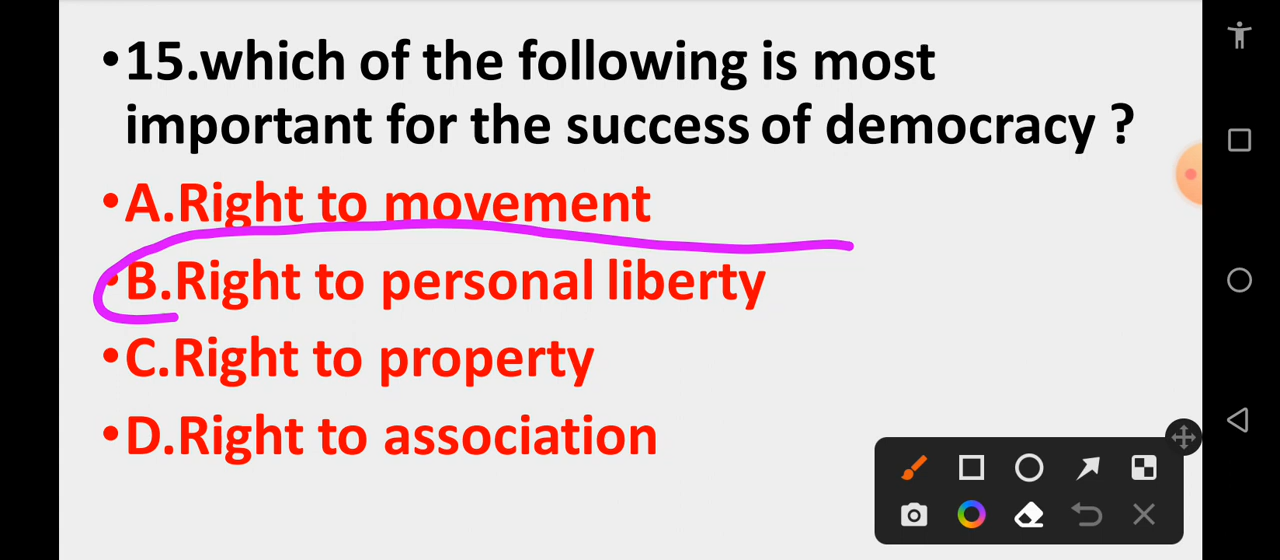 •15.which of the following is most
important for the success of democracy ?
•A.Right to movement
•B.Right to personal liberty
•C.Right to property
•D.Right to association